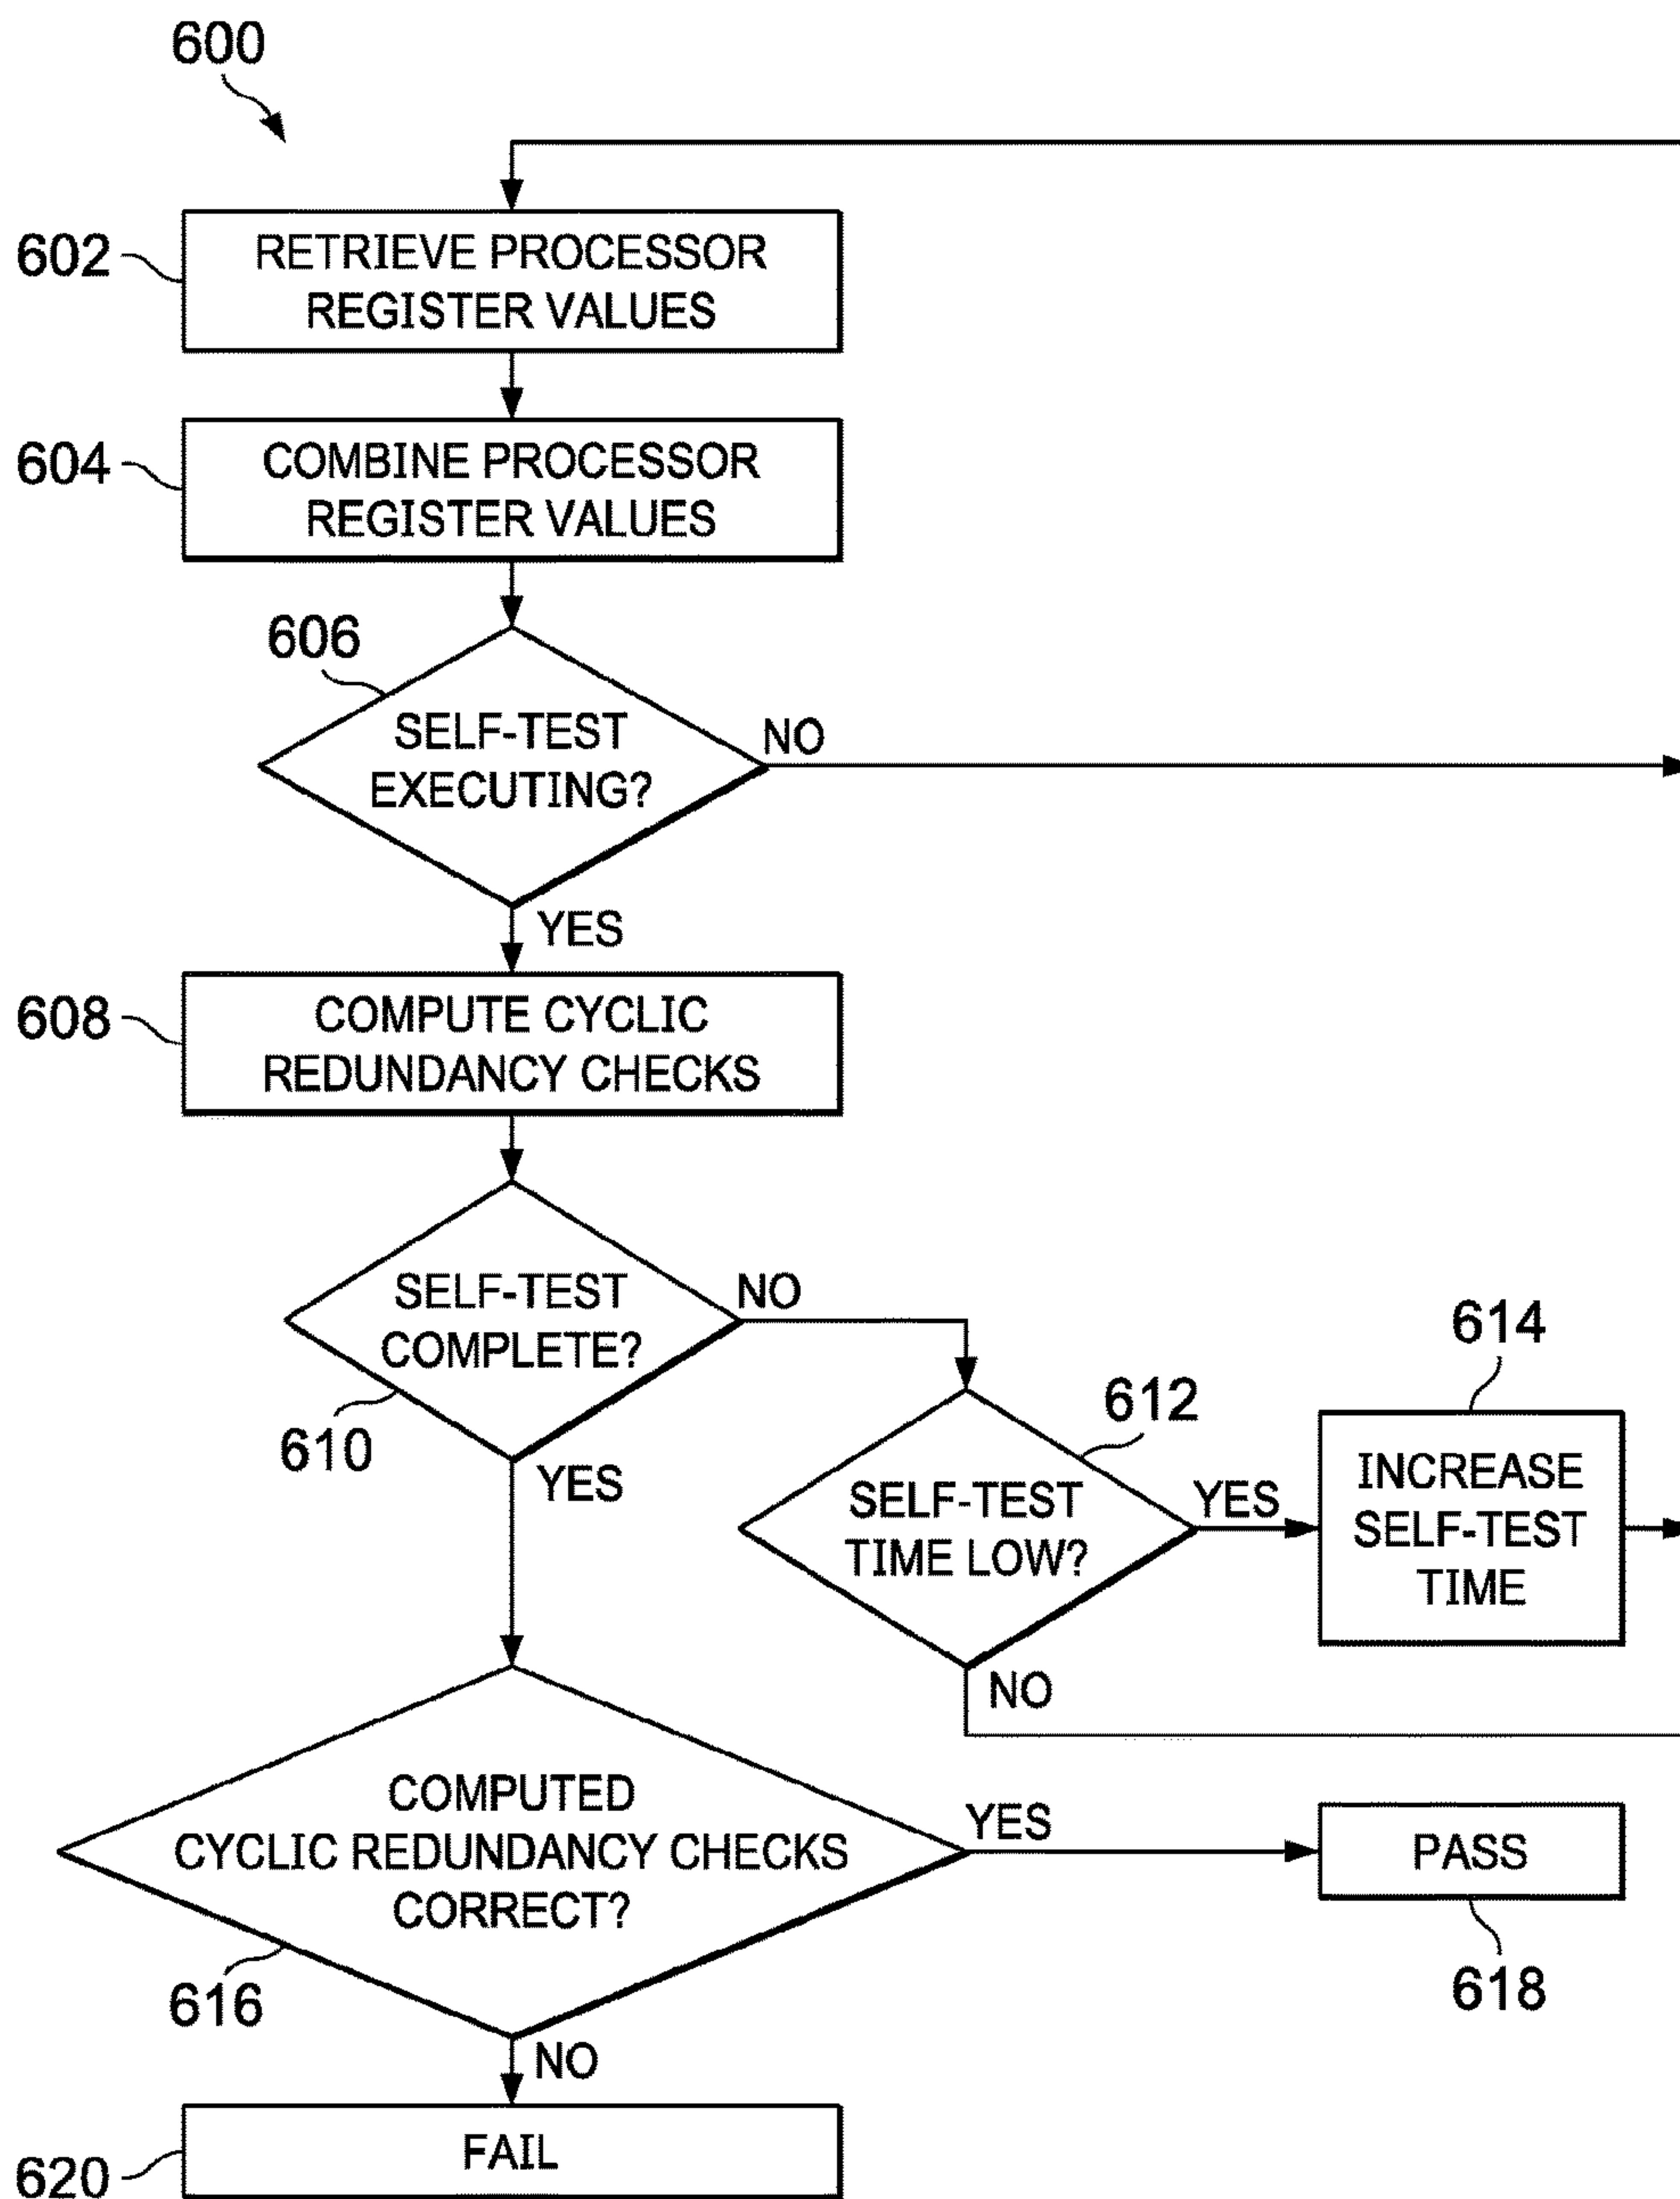 600
602
RETRIEVE PROCESSOR
REGISTER VALUES
604
COMBINE PROCESSOR
REGISTER VALUES
606
SELF-TEST
EXECUTING?
NO
YES
608
COMPUTE CYCLIC
REDUNDANCY CHECKS
SELF-TEST
COMPLETE?
NO
610
YES
612
SELF-TEST
TIME LOW?
YES
NO
614
INCREASE
SELF-TEST
TIME
COMPUTED
CYCLIC REDUNDANCY CHECKS
CORRECT?
YES
616
NO
PASS
618
620
FAIL